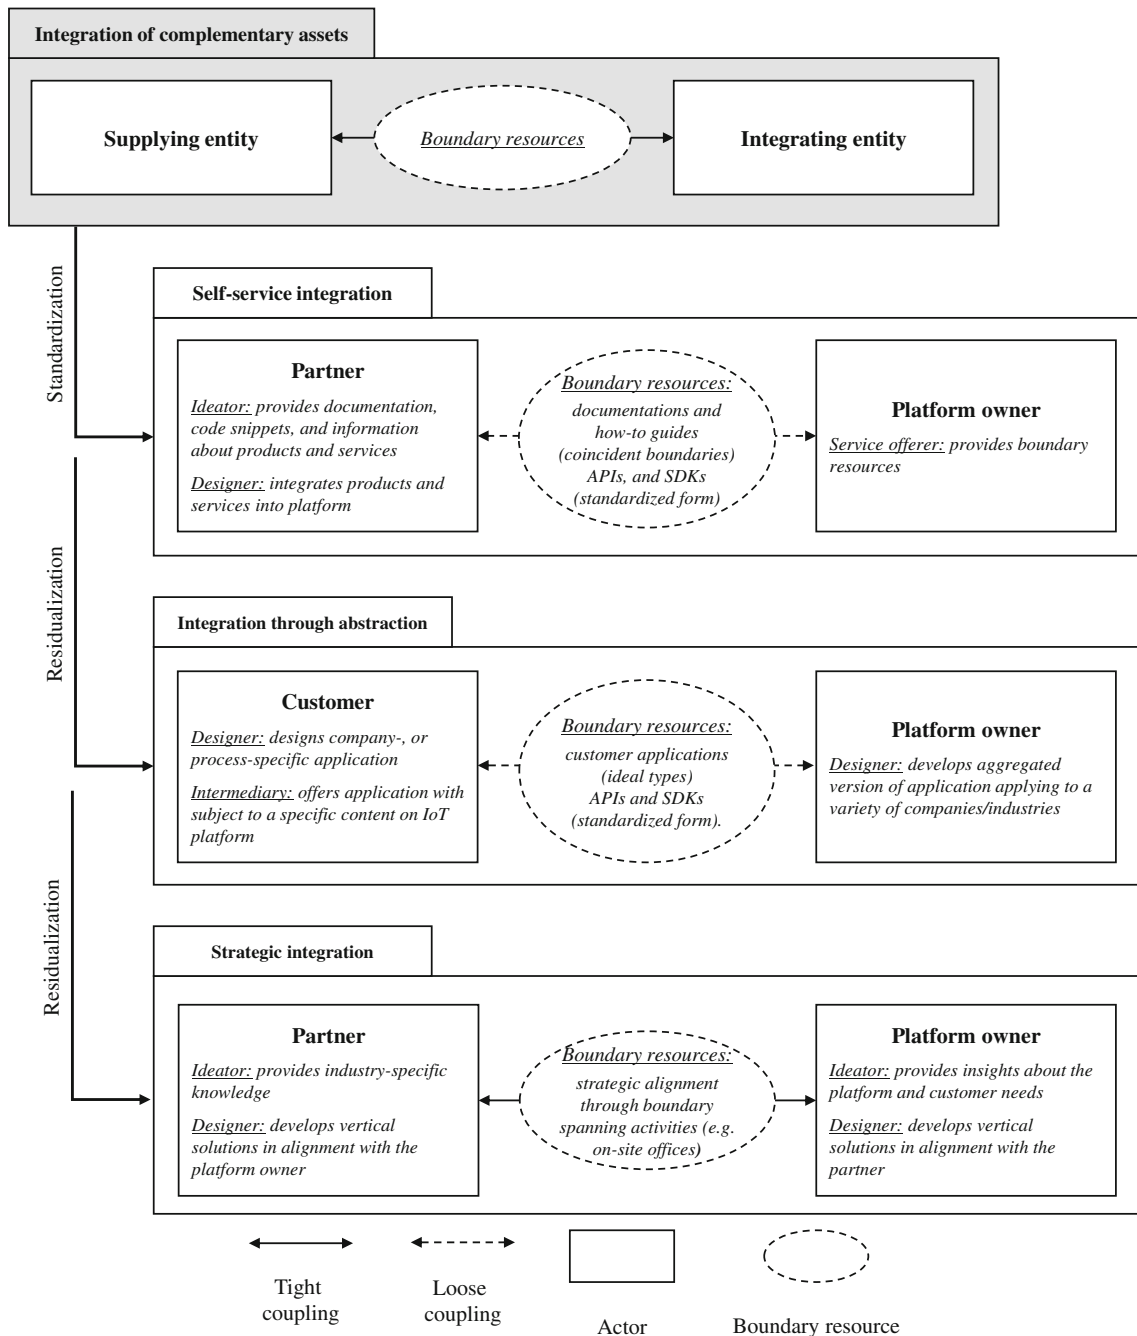 Integration of complementary assets
Supplying entity
Boundary resources
Integrating entity
Standardization
Self-service integration
Partner
Ideator: provides documentation,
code snippets, and information
about products and services
Designer: integrates products and
services into platform
Boundary resources:
documentations and
how-to guides
(coincident boundaries)
APIs, and SDKs
(standardized form)
Platform owner
Service offerer: provides boundary
resources
Residualization
Integration through abstraction
Customer
Designer: designs company-, or
process-specific application
Intermediary: offers application with
subject to a specific content on IoT
platform
Boundary resources:
customer applications
(ideal types)
APIs and SDKs
(standardized form).
Platform owner
Designer: develops aggregated
version of application applying to a
variety of companies/industries
Residualization
Strategic integration
Partner
Ideator: provides industry-specific
knowledge
Designer: develops vertical
solutions in alignment with the
platform owner
Boundary resources:
strategic alignment
through boundary
spanning activities (e.g.
on-site offices)
Platform owner
Ideator: provides insights about the
platform and customer needs
Designer: develops vertical
solutions in alignment with the
partner
Tight
coupling
Loose
coupling
Actor
Boundary resource